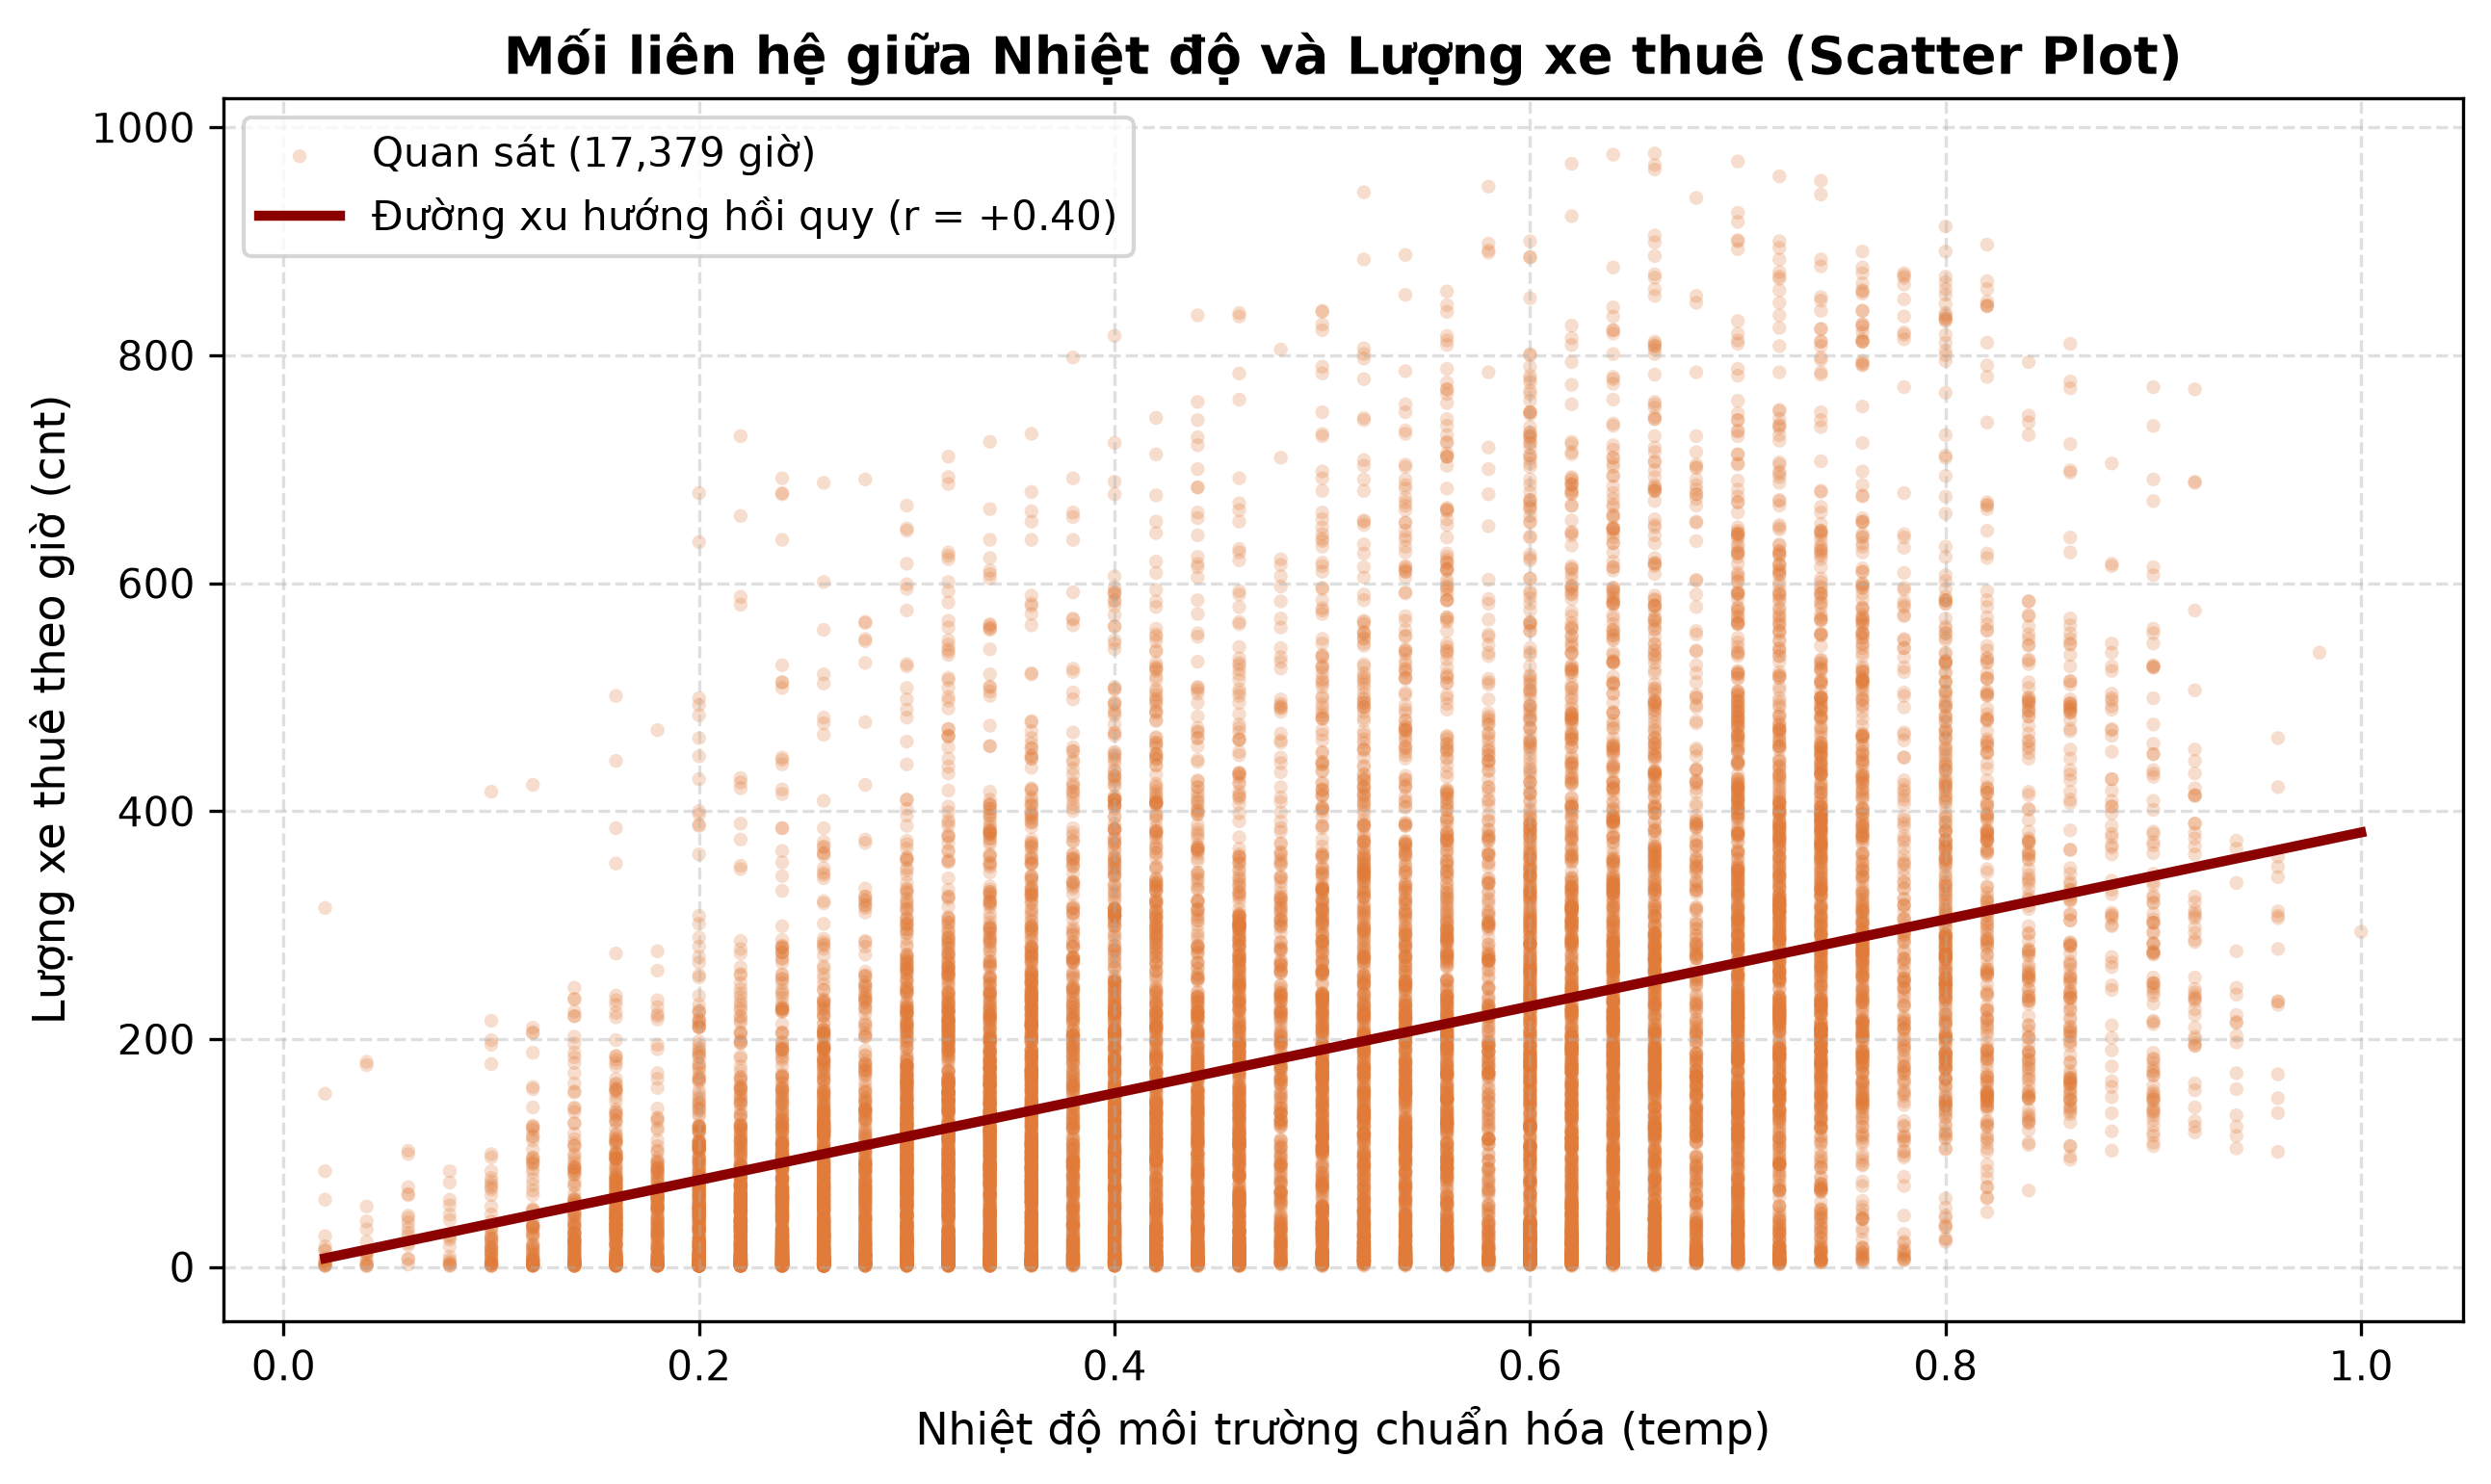 Mối liên hệ giữa Nhiệt độ và Lượng xe thuê (Scatter Plot)
Quan sát (17,379 giờ)
Đường xu hướng hồi quy (r = +0.40)
Lượng xe thuê theo giờ (cnt)
1000
800
600
400
200
0
0.0 0.2 0.4 0.6 0.8 1.0
Nhiệt độ môi trường chuẩn hóa (temp)